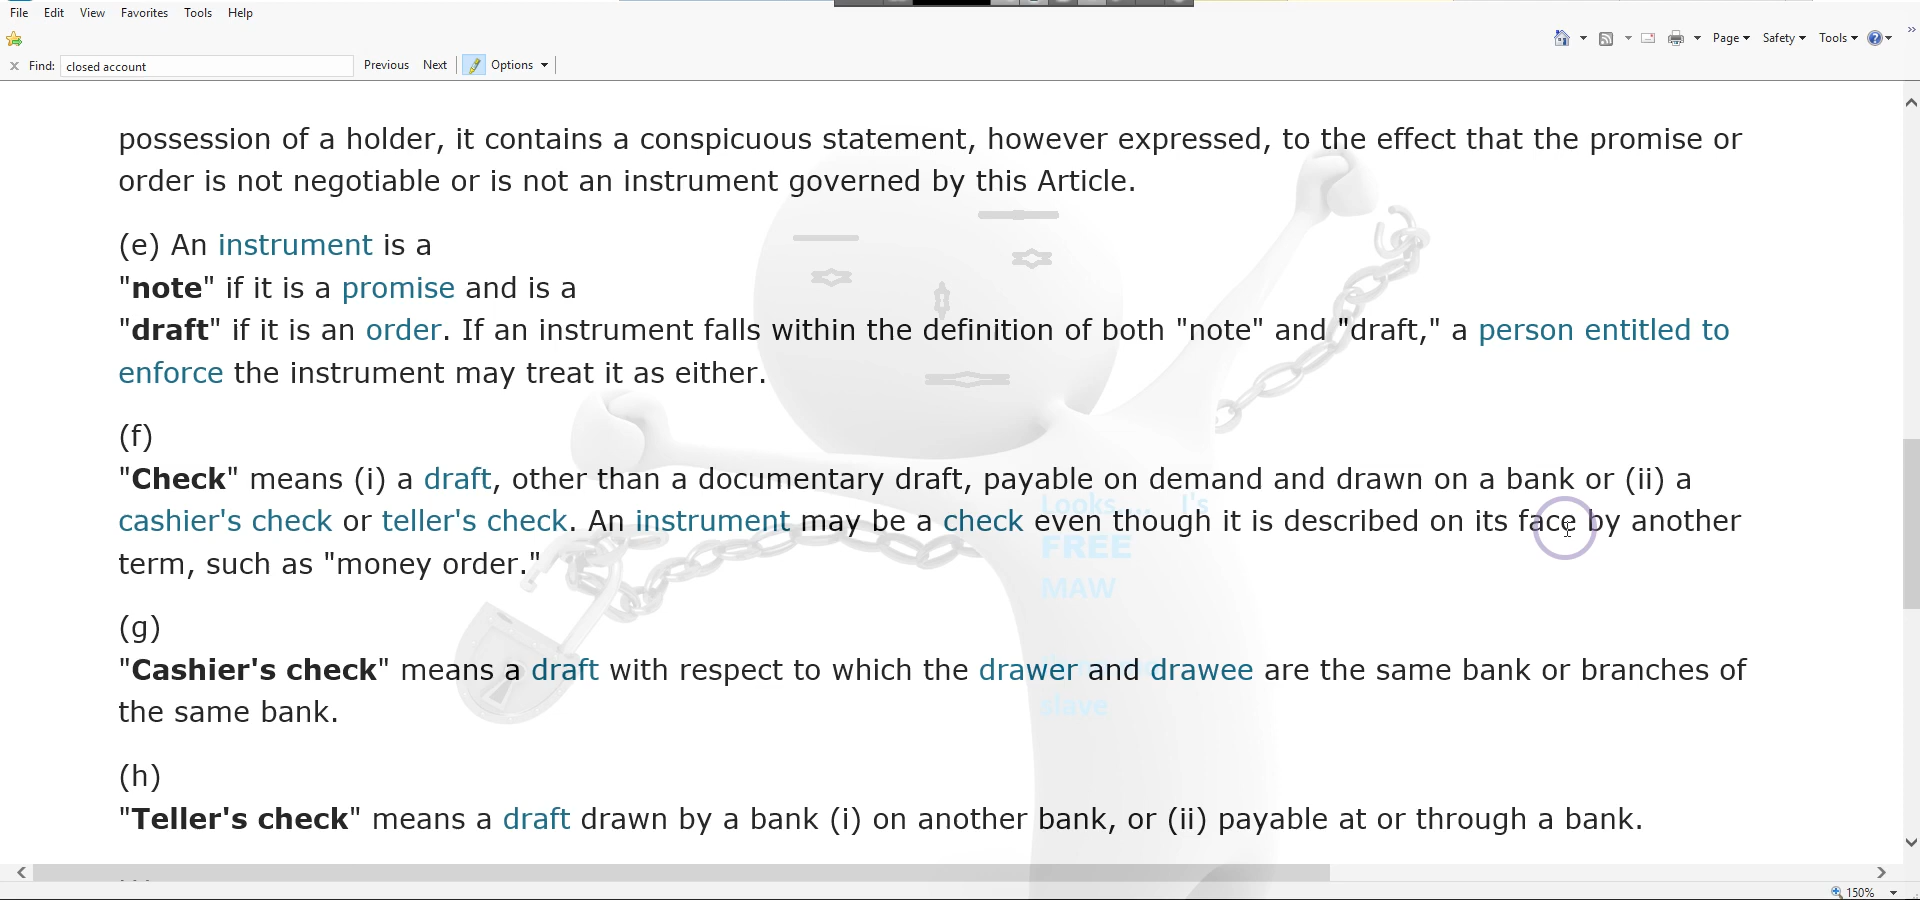 File Edit View Favorites Tools Help
Page Safety Tools
Find: closed account Previous Next Options
possession of a holder, it contains a conspicuous statement, however expressed, to the effect that the promise or
order is not negotiable or is not an instrument governed by this Article.
(e) An instrument is a
"note" if it is a promise and is a
"draft" if it is an order. If an instrument falls within the definition of both "note" and "draft," a person entitled to
enforce the instrument may treat it as either.
(f)
"Check" means (i) a draft, other than a documentary draft, payable on demand and drawn on a bank or (ii) a
cashier's check or teller's check. An instrument may be a check even though it is described on its face by another
term, such as "money order."
Looks.... I's
FREE
MAW
slave
(g)
"Cashier's check" means a draft with respect to which the drawer and drawee are the same bank or branches of
the same bank.
(h)
"Teller's check" means a draft drawn by a bank (i) on another bank, or (ii) payable at or through a bank.
150%